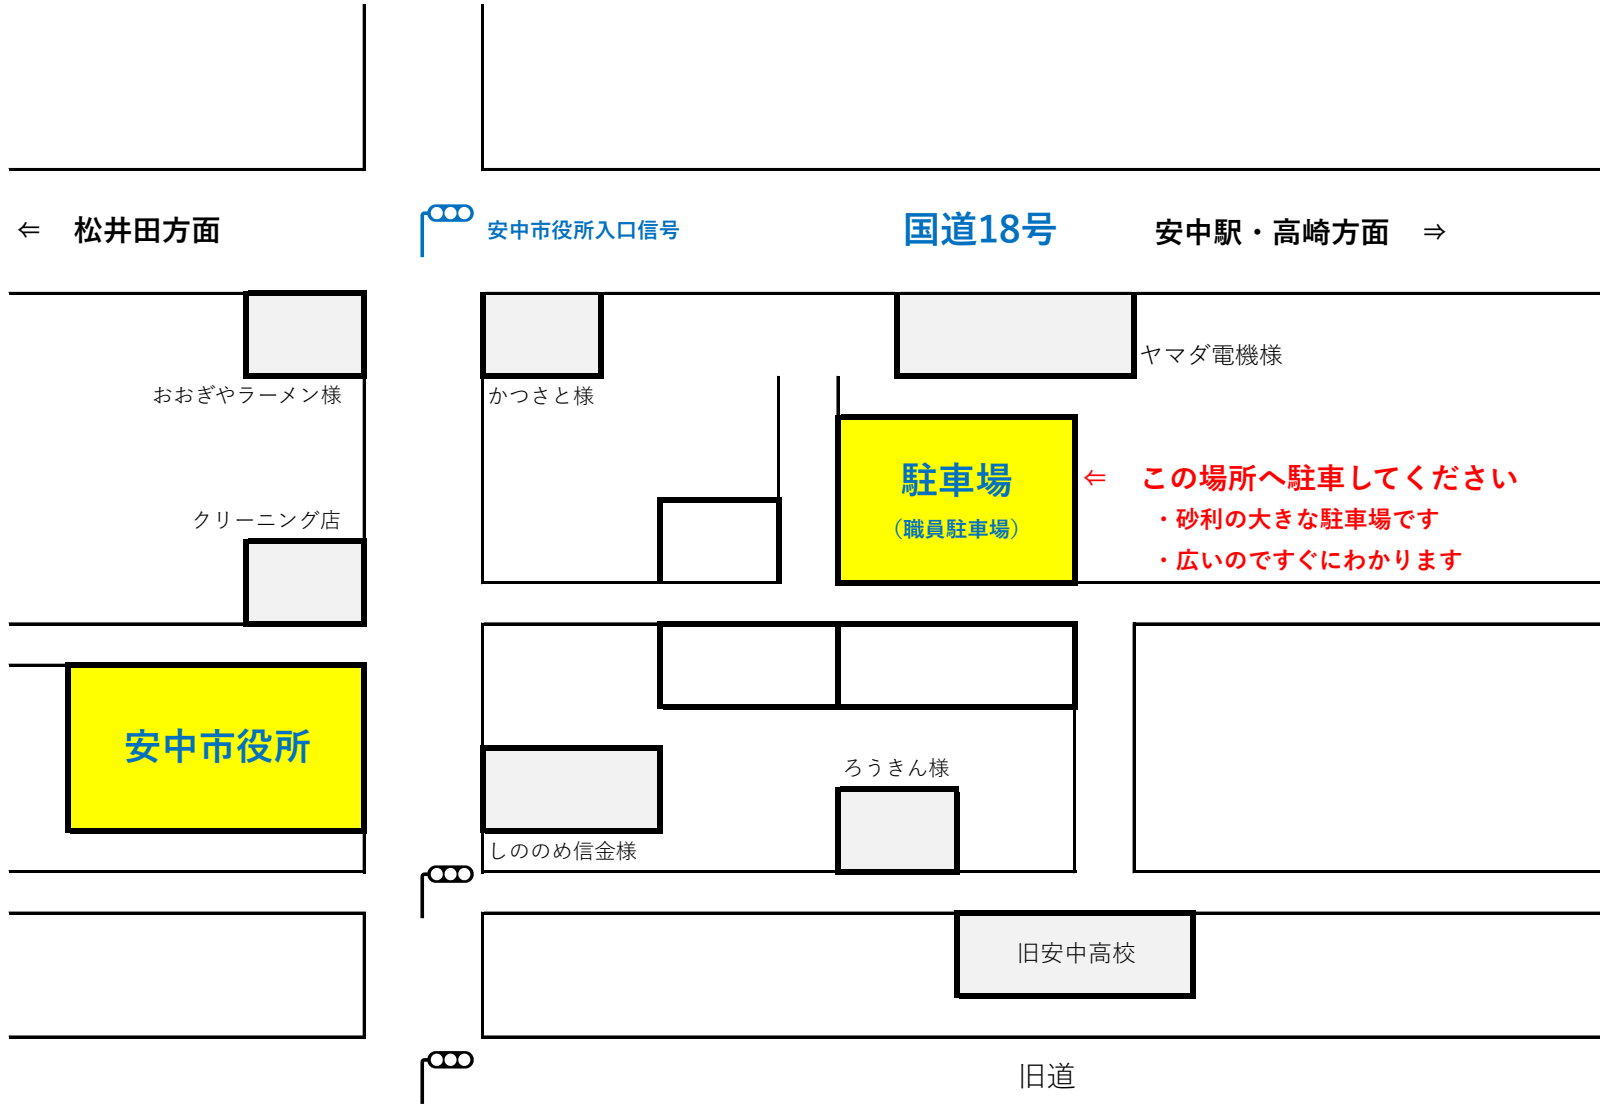 ⇐ 松井田方面
安中市役所入口信号
国道18号
安中駅・高崎方面 ⇒
おおぎやラーメン様
かつさと様
ヤマダ電機様
駐車場
（職員駐車場）
⇐ この場所へ駐車してください
・砂利の大きな駐車場です
・広いのですぐにわかります
クリーニング店
安中市役所
ろうきん様
しののめ信金様
旧安中高校
旧道